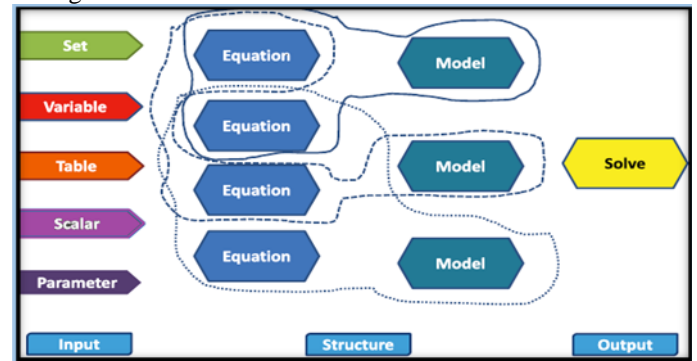 Set
Variable
Table
Scalar
Parameter
Equation
Equation
Equation
Equation
Model
Model
Model
Solve
Input
Structure
Output